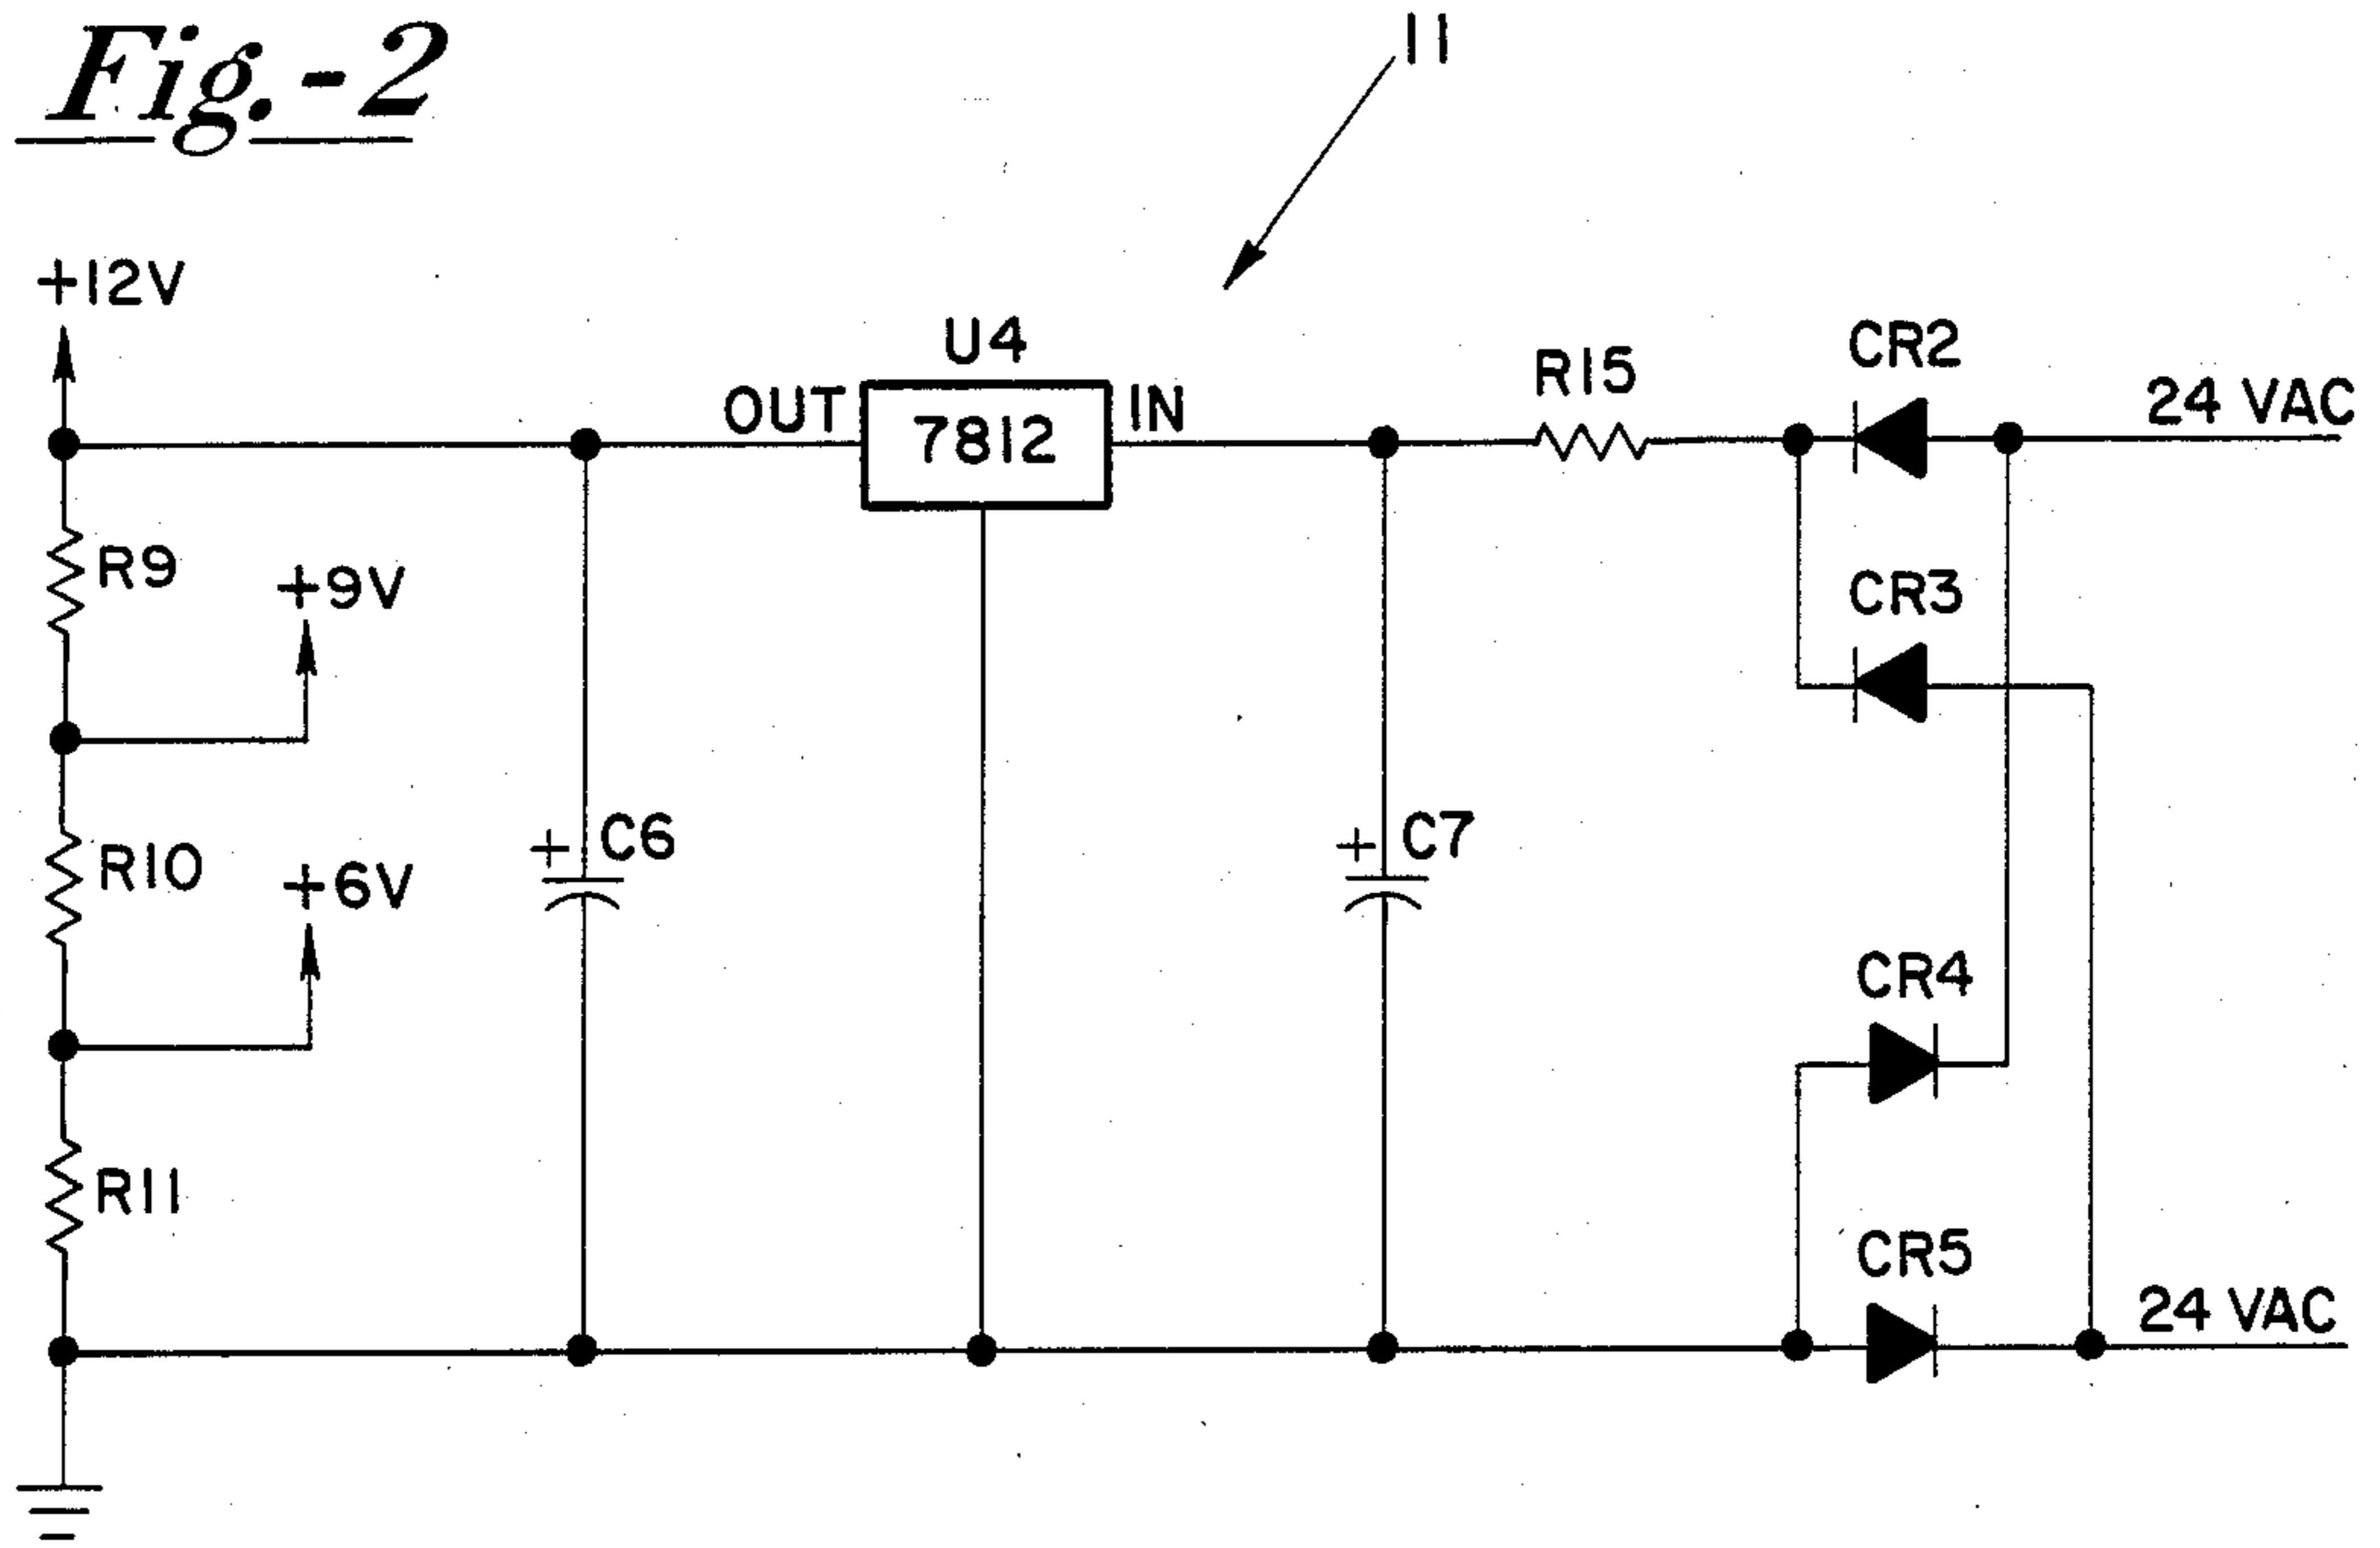 Fig.-2
11
+12V
U4
OUT
7812
IN
R15
CR2
24 VAC
R9
+9V
CR3
R10
+6V
+ C6
+ C7
CR4
R11
CR5
24 VAC